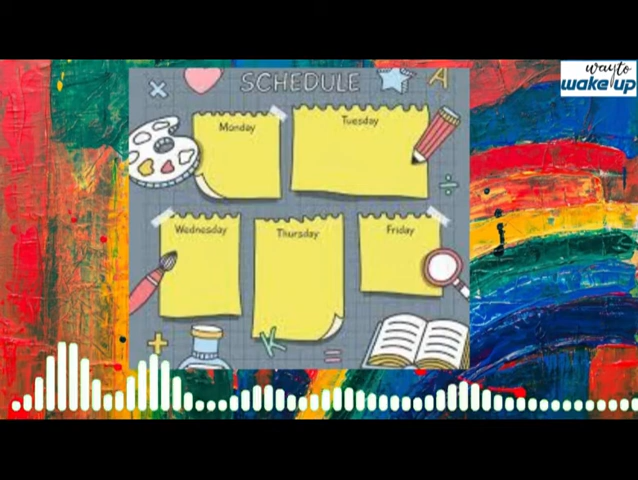 way to
wake up
SCHEDULE
Monday
Tuesday
Wednesday
Thursday
Friday
A
K